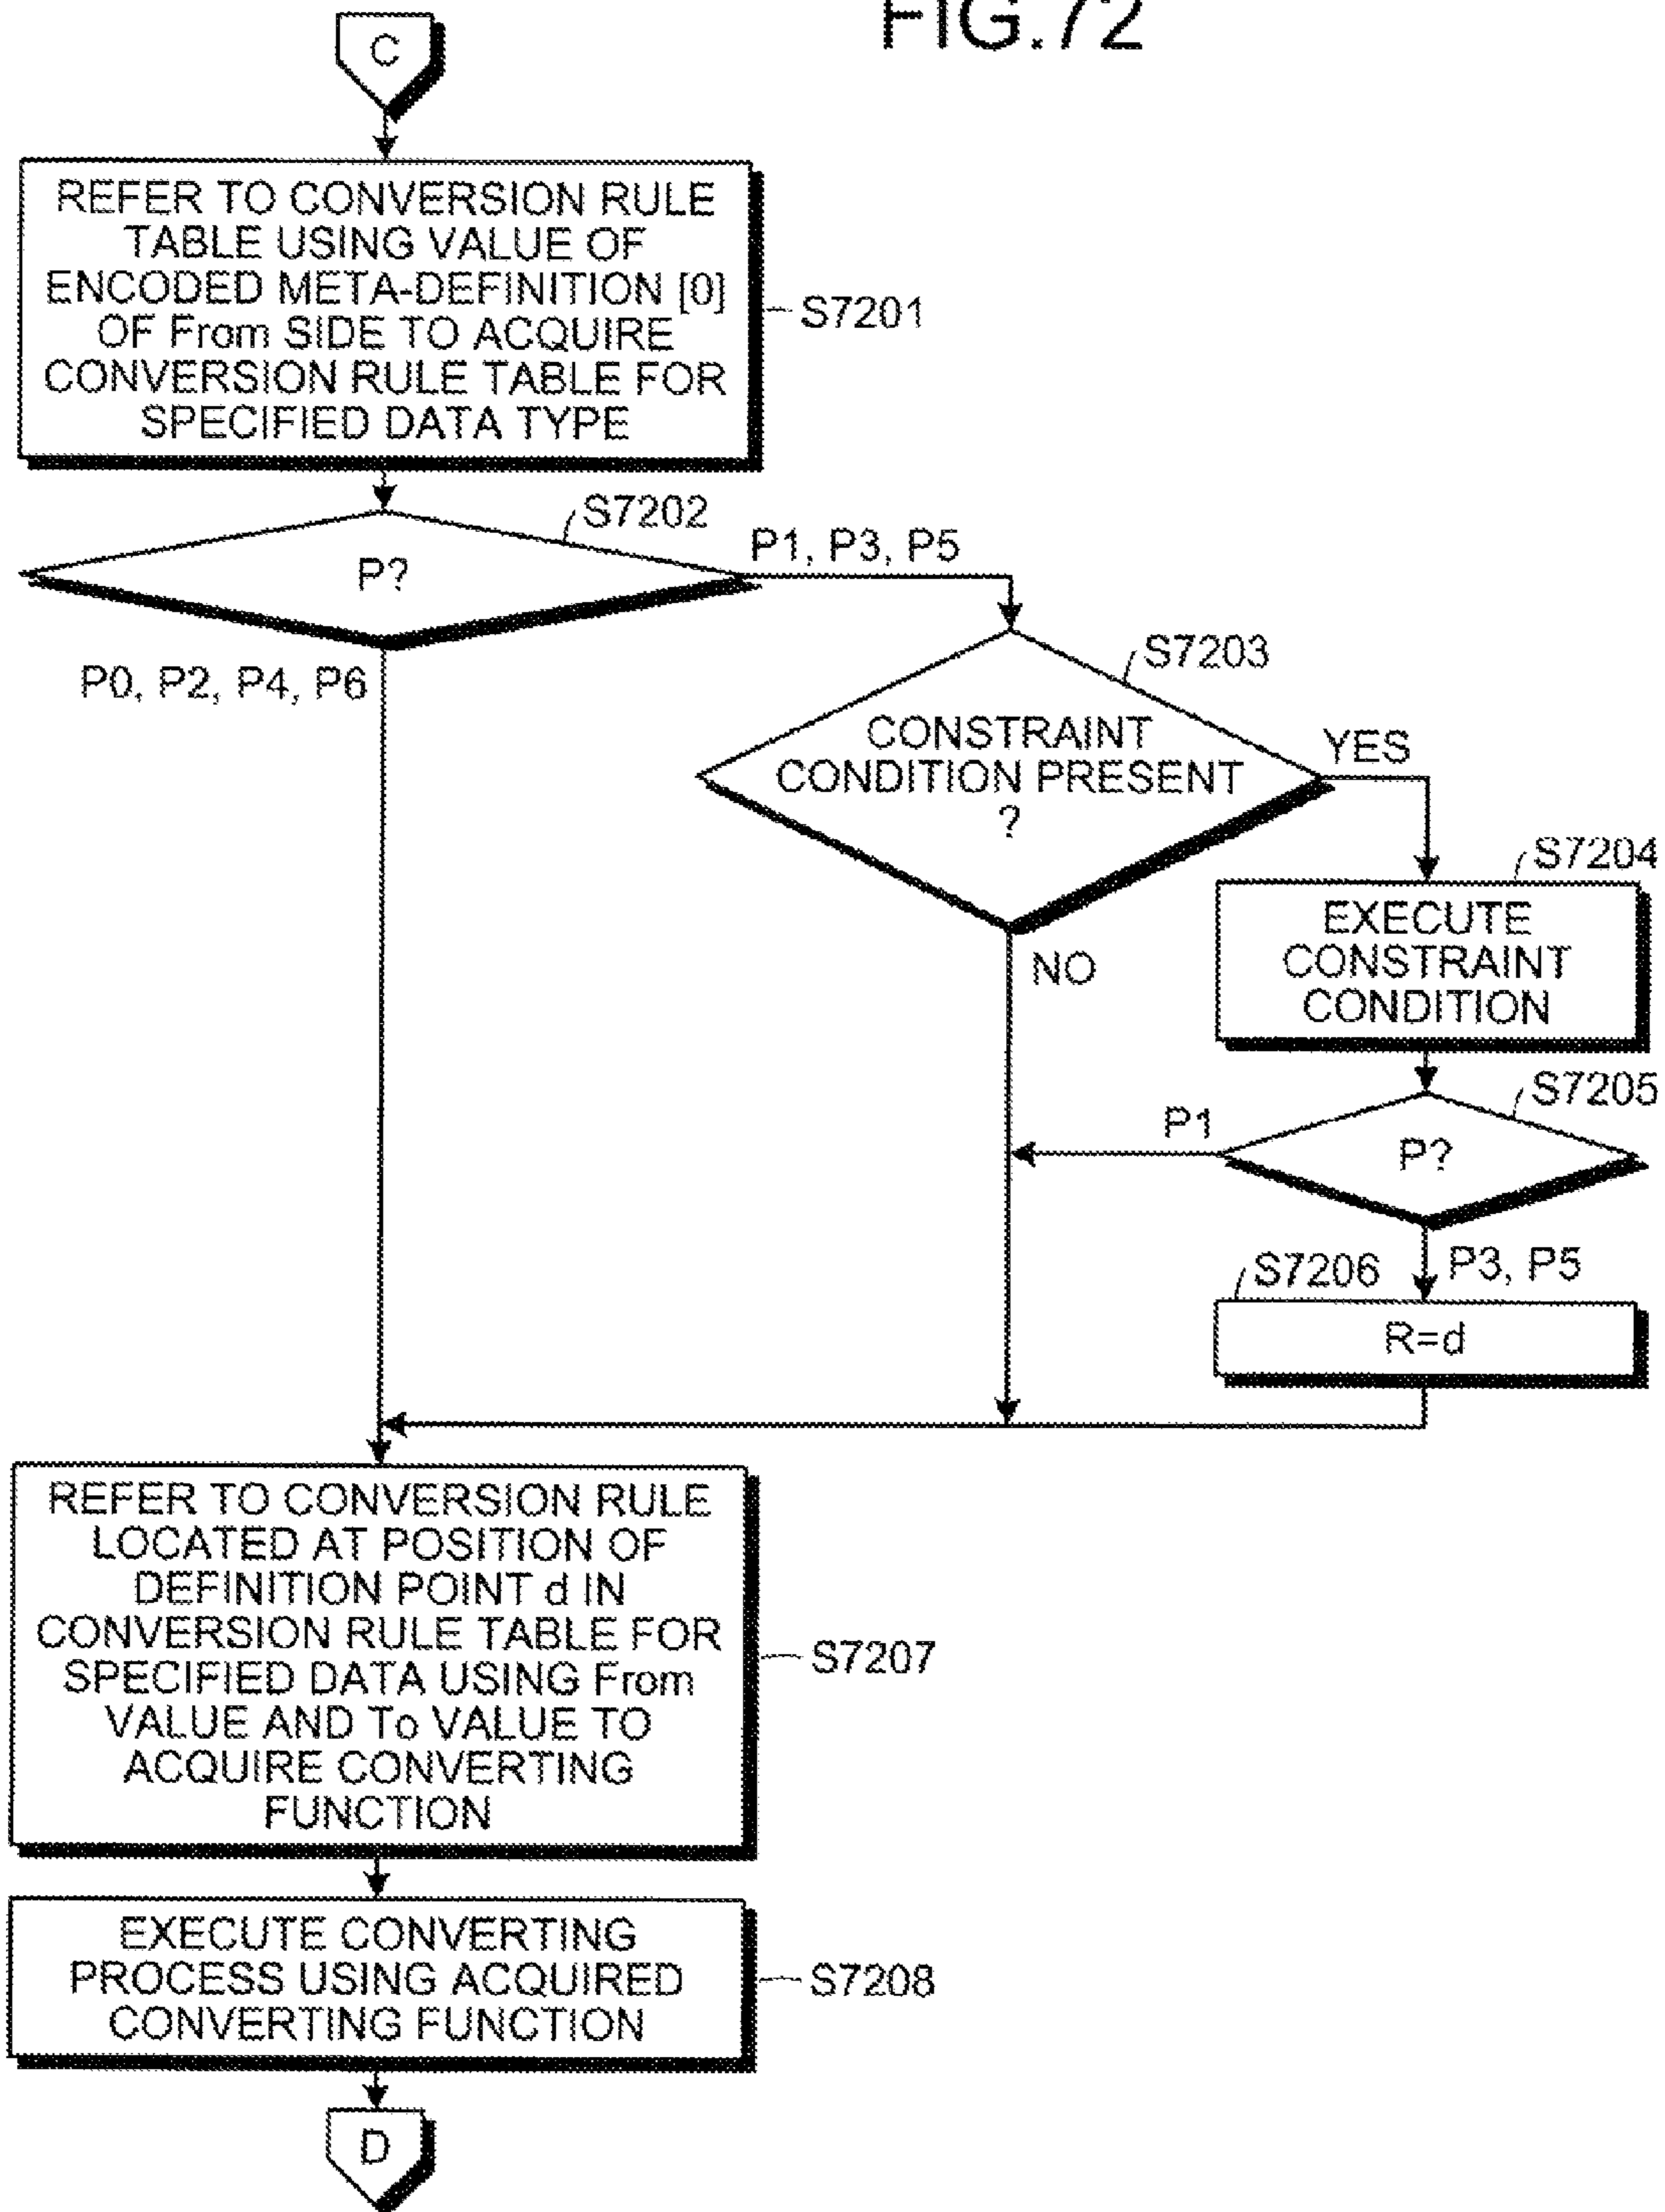 FIG.72
C
REFER TO CONVERSION RULE
TABLE USING VALUE OF
ENCODED META-DEFINITION [0]
OF From SIDE TO ACQUIRE
CONVERSION RULE TABLE FOR
SPECIFIED DATA TYPE
S7201
S7202
P?
P1, P3, P5
P0, P2, P4, P6
S7203
CONSTRAINT
CONDITION PRESENT
?
YES
NO
S7204
EXECUTE
CONSTRAINT
CONDITION
S7205
P?
P1
P3, P5
S7206
R=d
REFER TO CONVERSION RULE
LOCATED AT POSITION OF
DEFINITION POINT d IN
CONVERSION RULE TABLE FOR
SPECIFIED DATA USING From
VALUE AND To VALUE TO
ACQUIRE CONVERTING
FUNCTION
S7207
EXECUTE CONVERTING
PROCESS USING ACQUIRED
CONVERTING FUNCTION
S7208
D